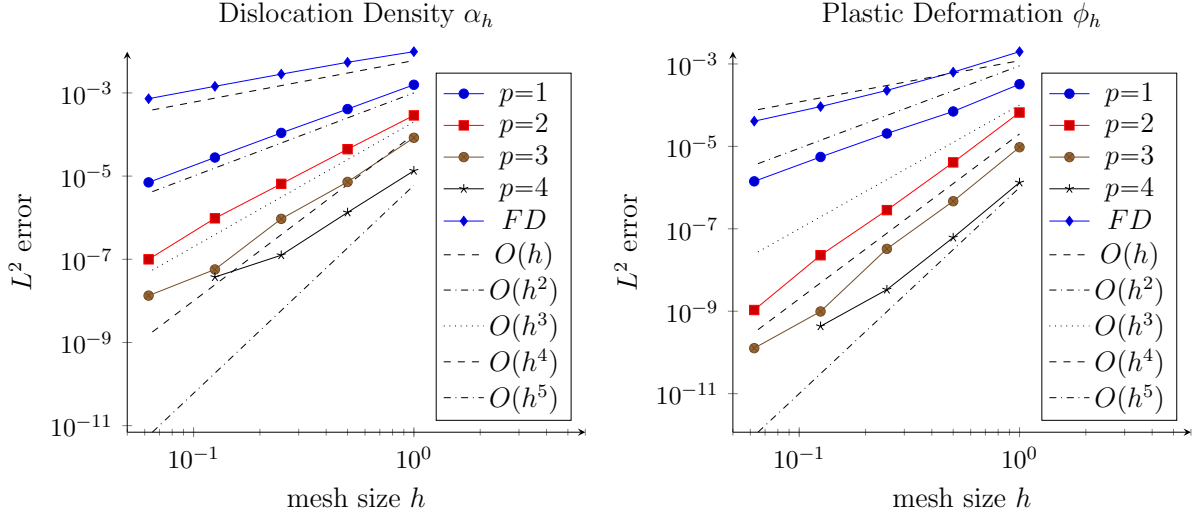 Dislocation Density α_h
10⁻³
10⁻⁵
10⁻⁷
10⁻⁹
10⁻¹¹
L² error
10⁻¹
10⁰
mesh size h
p=1
p=2
p=3
p=4
FD
O(h)
O(h²)
O(h³)
O(h⁴)
O(h⁵)
Plastic Deformation ϕ_h
10⁻³
10⁻⁵
10⁻⁷
10⁻⁹
10⁻¹¹
L² error
10⁻¹
10⁰
mesh size h
p=1
p=2
p=3
p=4
FD
O(h)
O(h²)
O(h³)
O(h⁴)
O(h⁵)